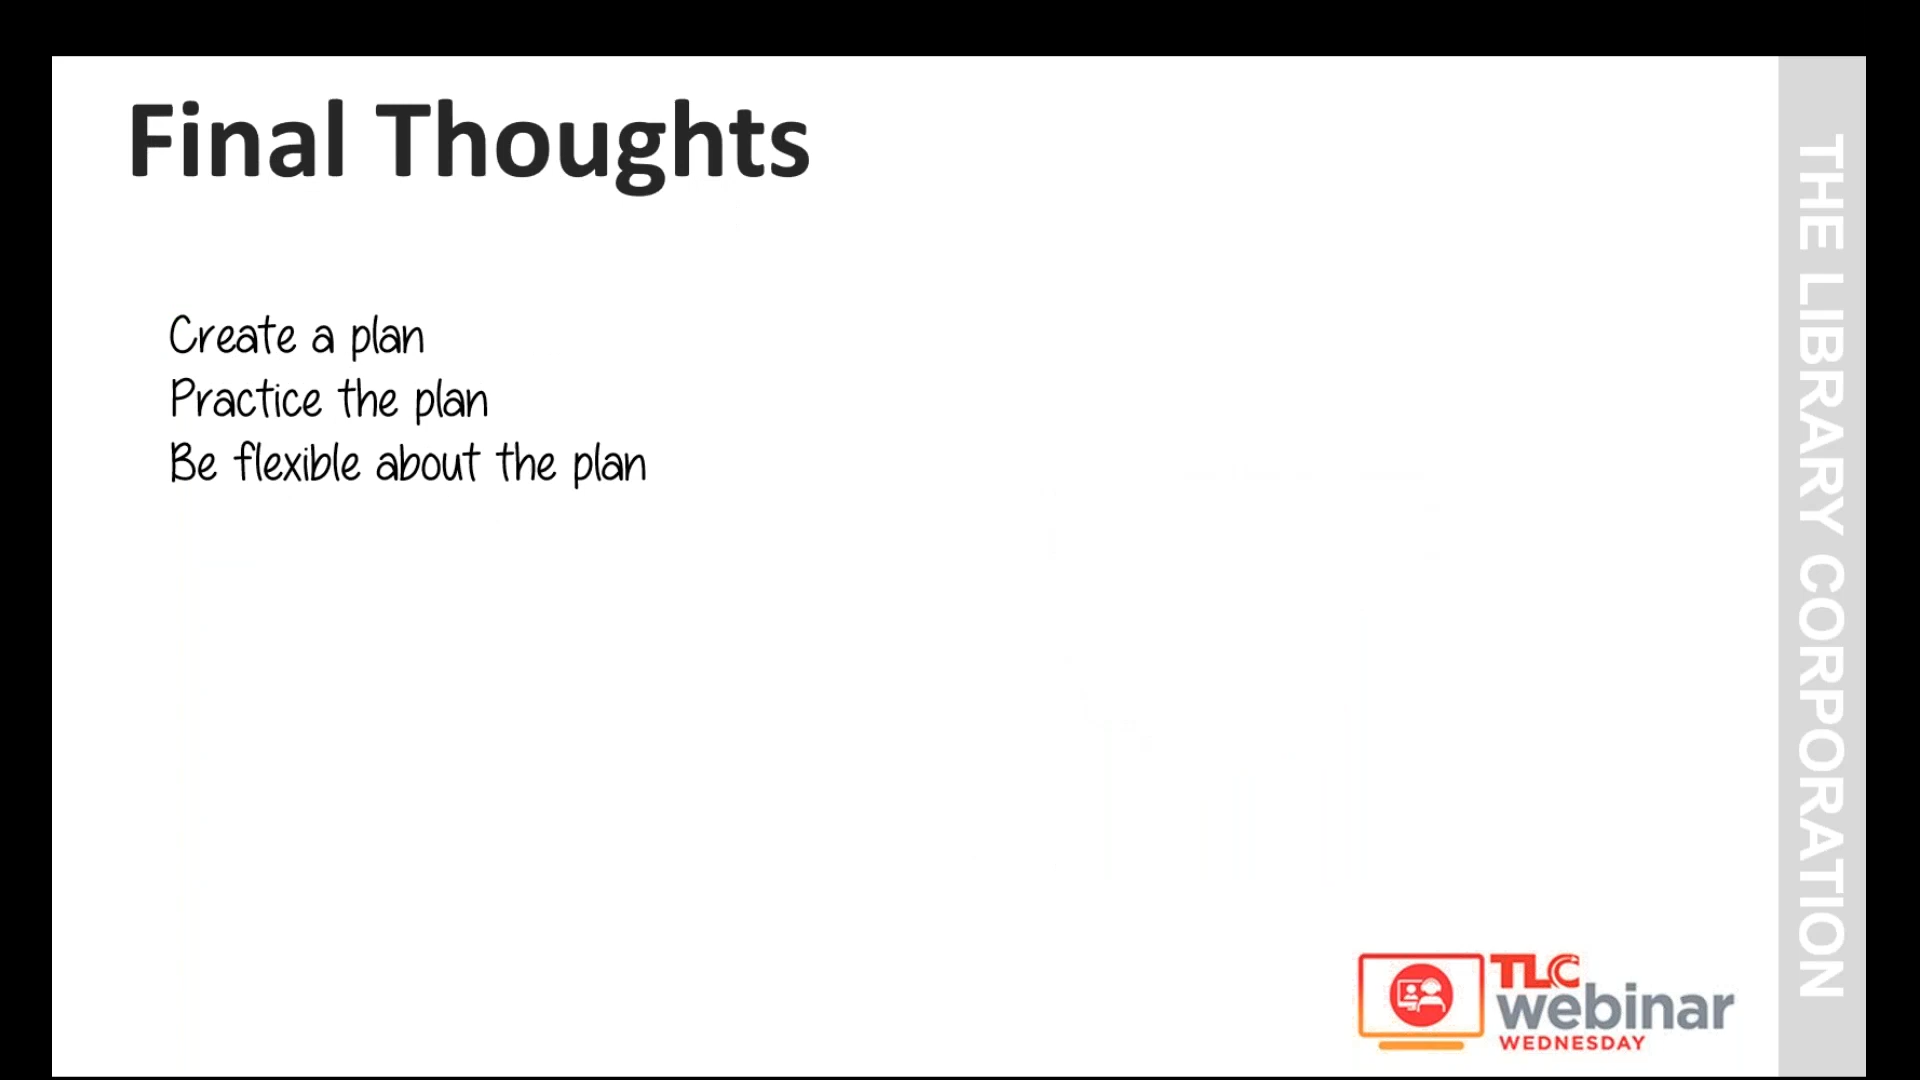 Final Thoughts
Create a plan
Practice the plan
Be flexible about the plan
THE LIBRARY CORPORATION
TLC
webinar
WEDNESDAY